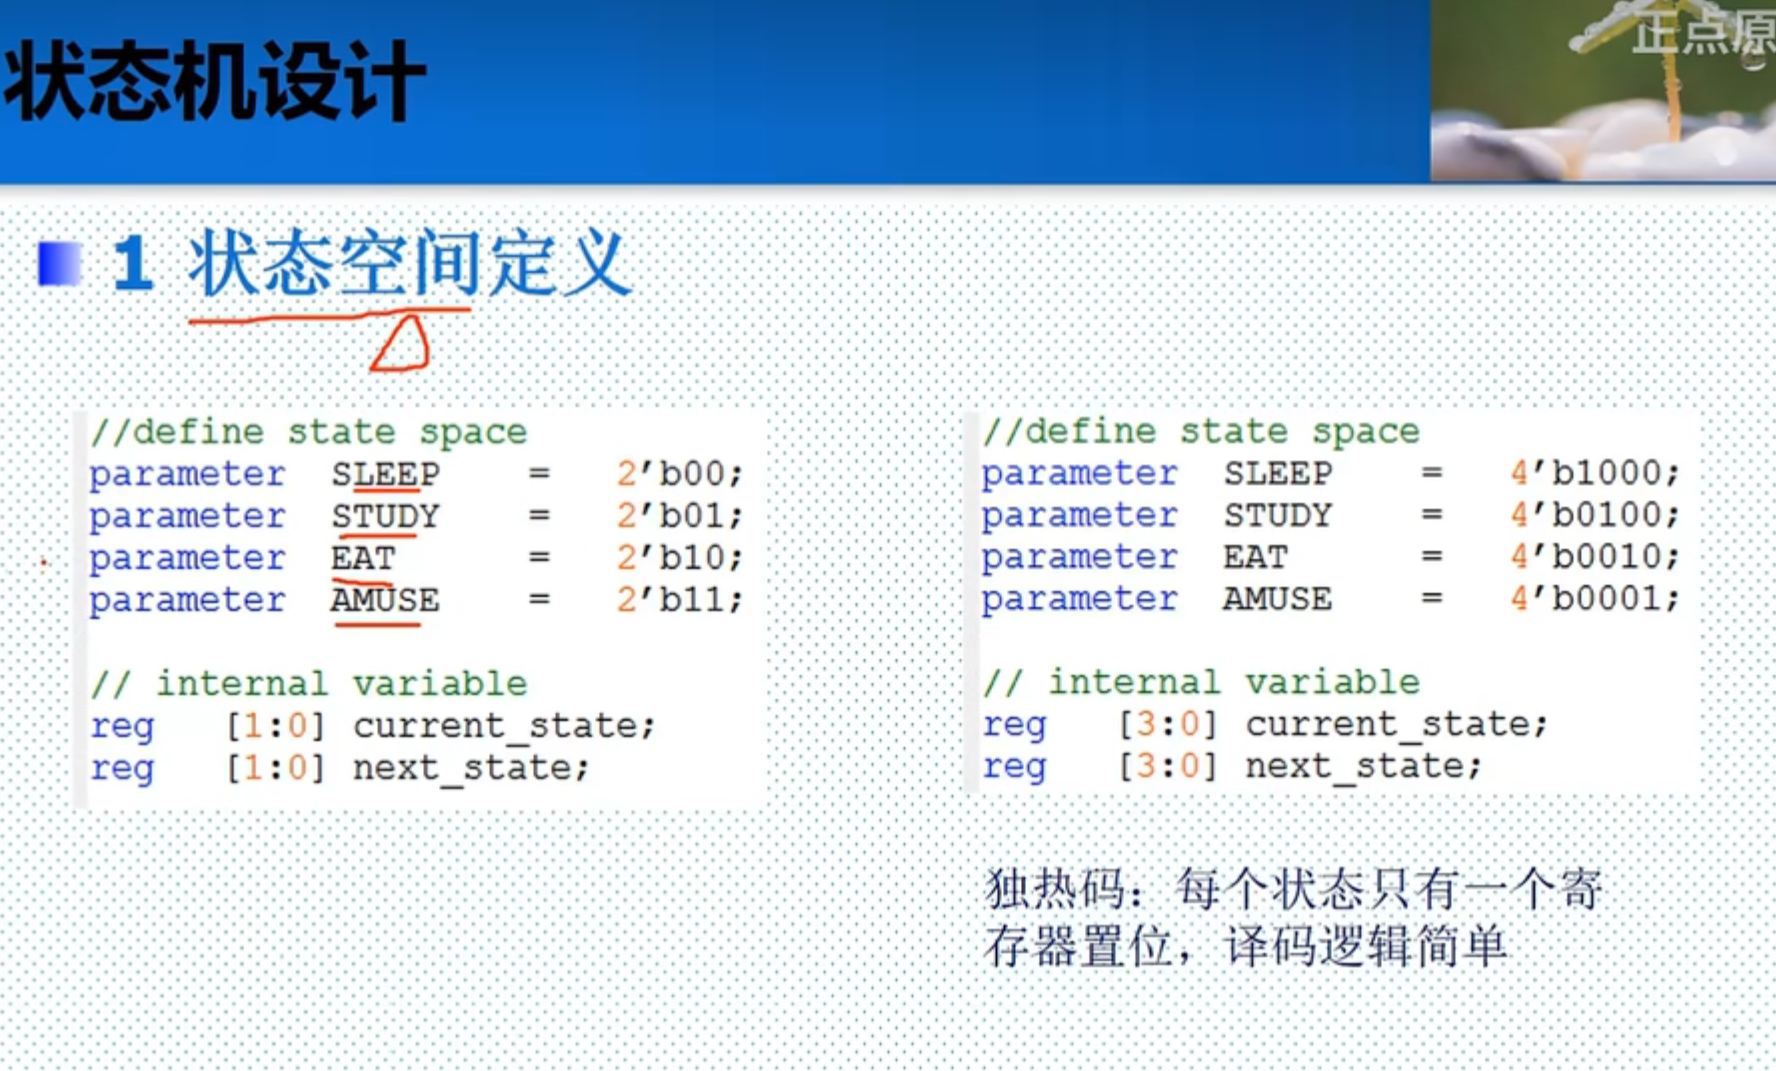 状态机设计
正点原
1 状态空间定义
//define state space
parameter SLEEP = 2'b00;
parameter STUDY = 2'b01;
parameter EAT = 2'b10;
parameter AMUSE = 2'b11;
// internal variable
reg [1:0] current_state;
reg [1:0] next_state;
//define state space
parameter SLEEP = 4'b1000;
parameter STUDY = 4'b0100;
parameter EAT = 4'b0010;
parameter AMUSE = 4'b0001;
// internal variable
reg [3:0] current_state;
reg [3:0] next_state;
独热码：每个状态只有一个寄
存器置位，译码逻辑简单